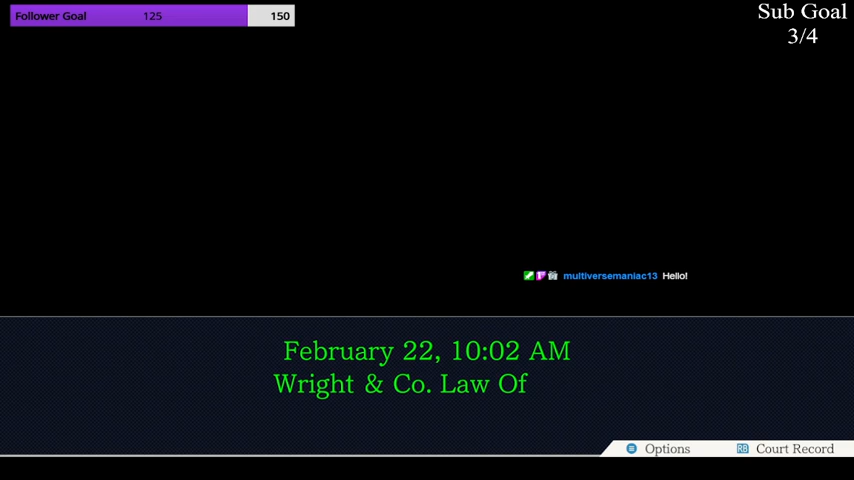 Follower Goal 125 150
Sub Goal
3/4
multiversemaniac13 Hello!
February 22, 10:02 AM
Wright & Co. Law Of
Options RB Court Record